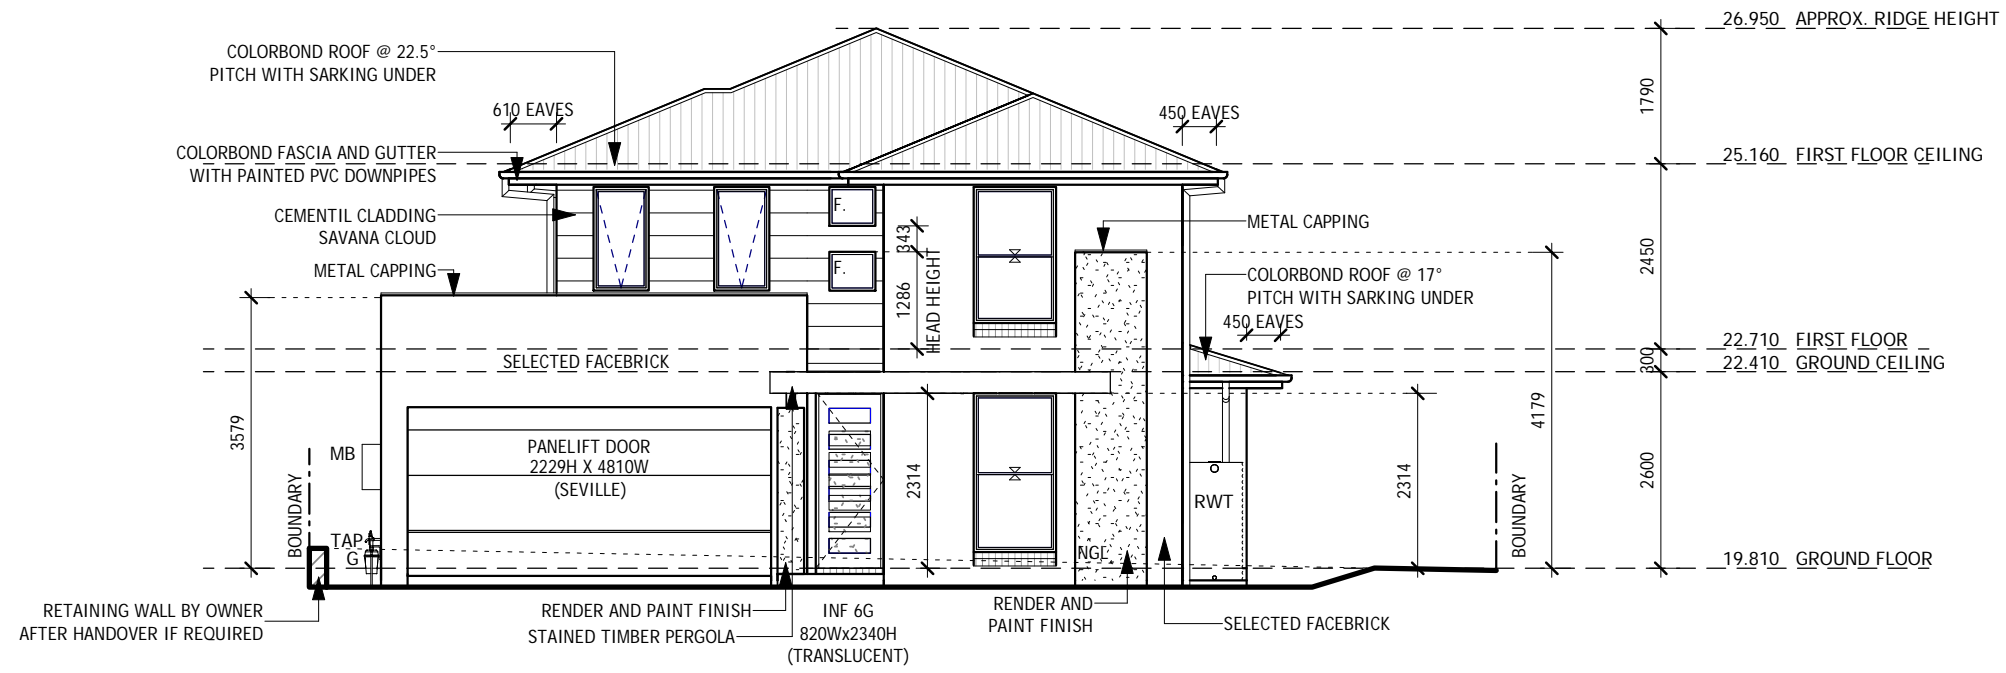 26.950 APPROX. RIDGE HEIGHT
COLORBOND ROOF @ 22.5°
PITCH WITH SARKING UNDER
1790
610 EAVES
450 EAVES
COLORBOND FASCIA AND GUTTER
WITH PAINTED PVC DOWNPIPES
25.160 FIRST FLOOR CEILING
CEMENTIL CLADDING
SAVANA CLOUD
F.
METAL CAPPING
343
2450
METAL CAPPING
F.
COLORBOND ROOF @ 17°
PITCH WITH SARKING UNDER
1286
HEAD HEIGHT
450 EAVES
22.710 FIRST FLOOR
300
SELECTED FACEBRICK
22.410 GROUND CEILING
3579
4179
MB
PANELIFT DOOR
2229H X 4810W
(SEVILLE)
2314
2314
2600
RWT
BOUNDARY
BOUNDARY
TAP
G
NGL
19.810 GROUND FLOOR
RETAINING WALL BY OWNER
AFTER HANDOVER IF REQUIRED
RENDER AND PAINT FINISH
STAINED TIMBER PERGOLA
INF 6G
820Wx2340H
(TRANSLUCENT)
RENDER AND
PAINT FINISH
SELECTED FACEBRICK